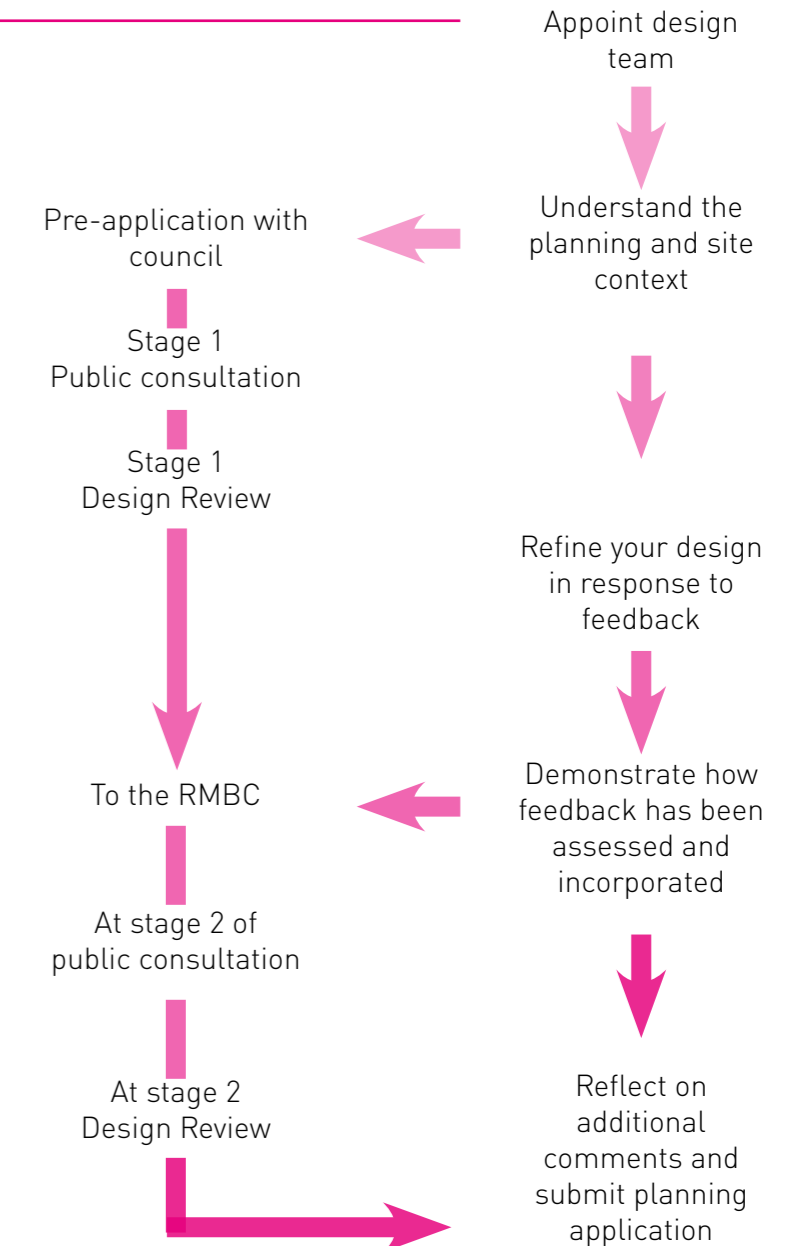 Appoint design
team
Understand the
planning and site
context
Pre-application with
council
Stage 1
Public consultation
Stage 1
Design Review
Refine your design
in response to
feedback
Demonstrate how
feedback has been
assessed and
incorporated
To the RMBC
At stage 2 of
public consultation
At stage 2
Design Review
Reflect on
additional
comments and
submit planning
application